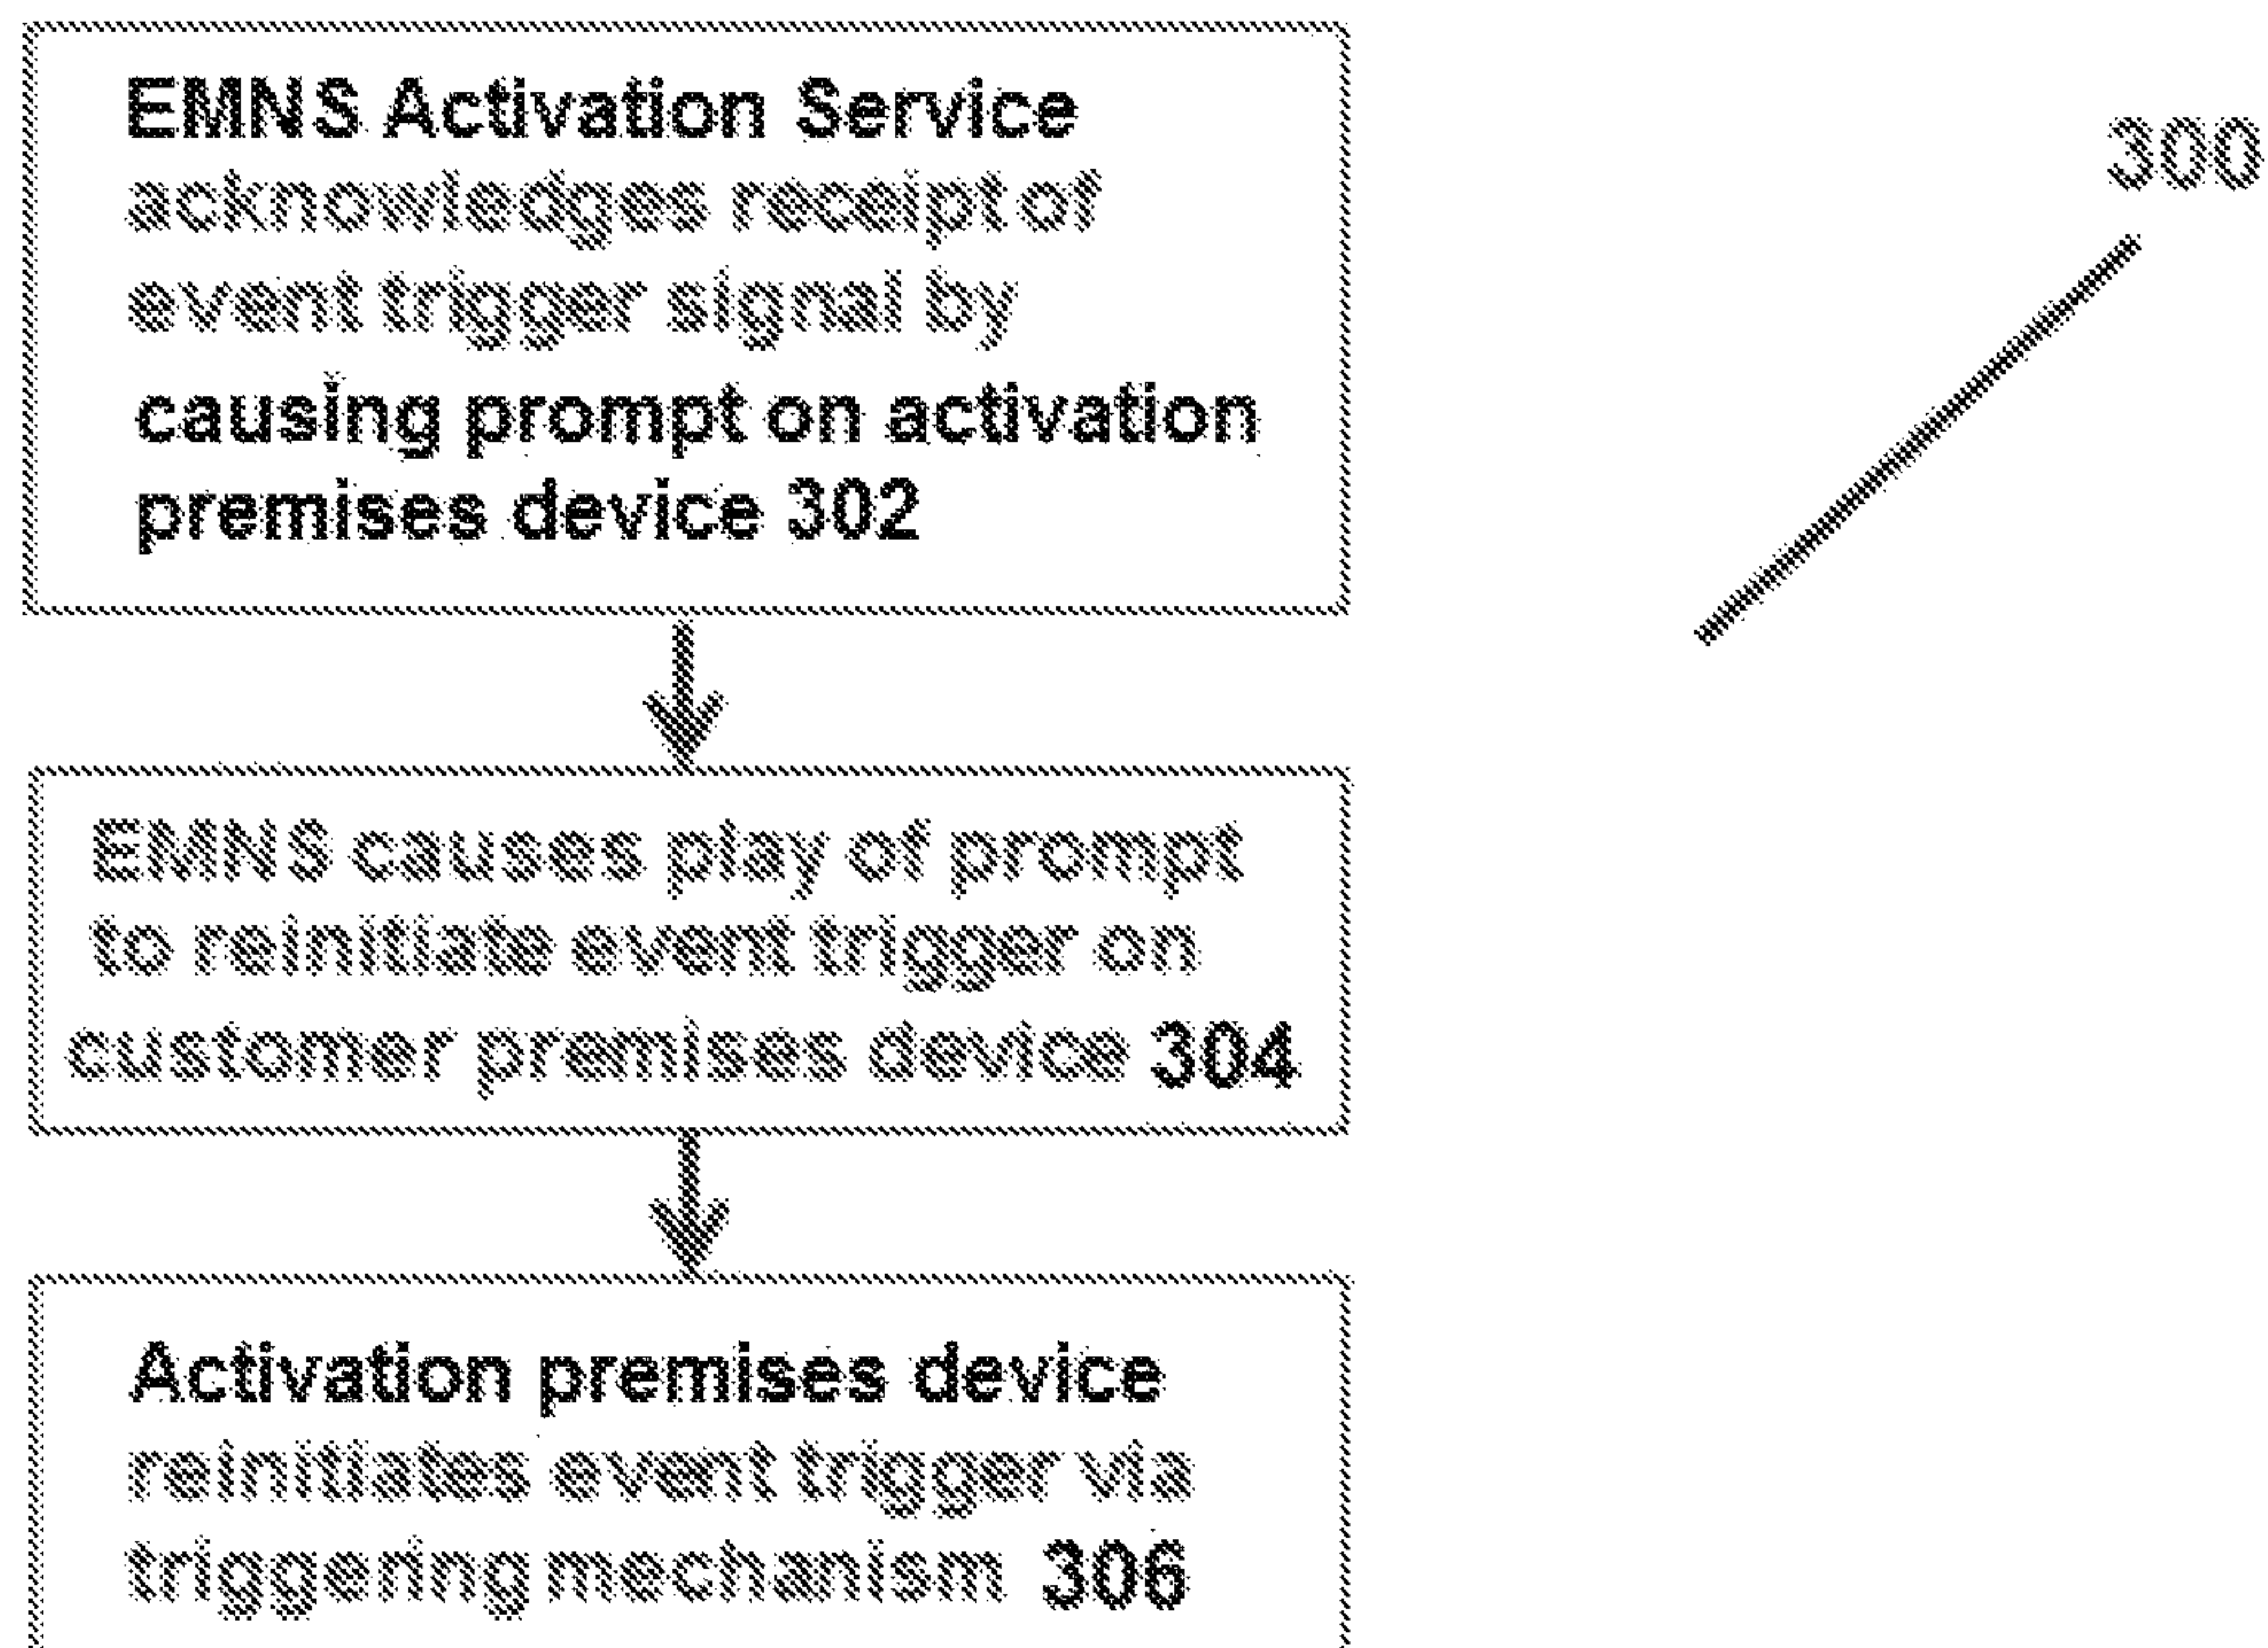 EMNS Activation Service
acknowledges receipt of
event trigger signal by
causing prompt on activation
premises device 302
300
EMNS causes play of prompt
to reinitiate event trigger on
customer premises device 304
Activation premises device
reinitiates event trigger via
triggering mechanism 306